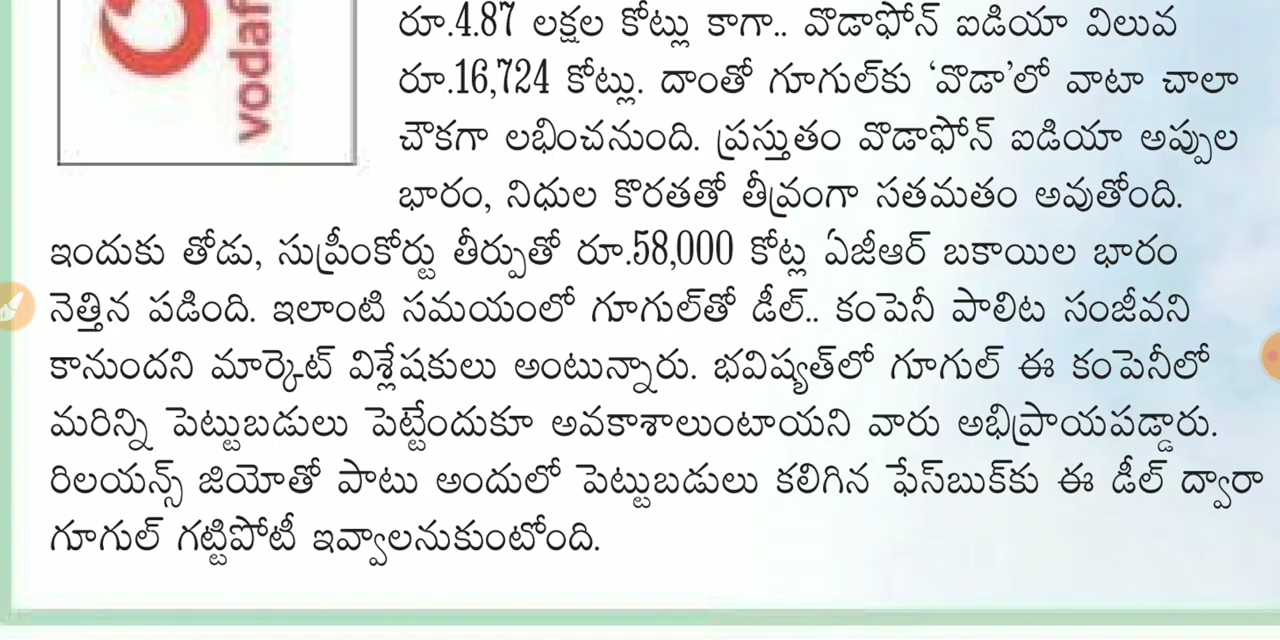 vodaf
రూ.4.87 లక్షల కోట్లు కాగా.. వొడాఫోన్ ఐడియా విలువ
రూ.16,724 కోట్లు. దాంతో గూగుల్‌కు ‘వొడా’లో వాటా చాలా
చౌకగా లభించనుంది. ప్రస్తుతం వొడాఫోన్ ఐడియా అప్పుల
భారం, నిధుల కొరతతో తీవ్రంగా సతమతం అవుతోంది.
ఇందుకు తోడు, సుప్రీంకోర్టు తీర్పుతో రూ.58,000 కోట్ల ఏజీఆర్ బకాయిల భారం
నెత్తిన పడింది. ఇలాంటి సమయంలో గూగుల్‌తో డీల్.. కంపెనీ పాలిట సంజీవని
కానుందని మార్కెట్ విశ్లేషకులు అంటున్నారు. భవిష్యత్‌లో గూగుల్ ఈ కంపెనీలో
మరిన్ని పెట్టుబడులు పెట్టేందుకూ అవకాశాలుంటాయని వారు అభిప్రాయపడ్డారు.
రిలయన్స్ జియోతో పాటు అందులో పెట్టుబడులు కలిగిన ఫేస్‌బుక్‌కు ఈ డీల్ ద్వారా
గూగుల్ గట్టిపోటీ ఇవ్వాలనుకుంటోంది.